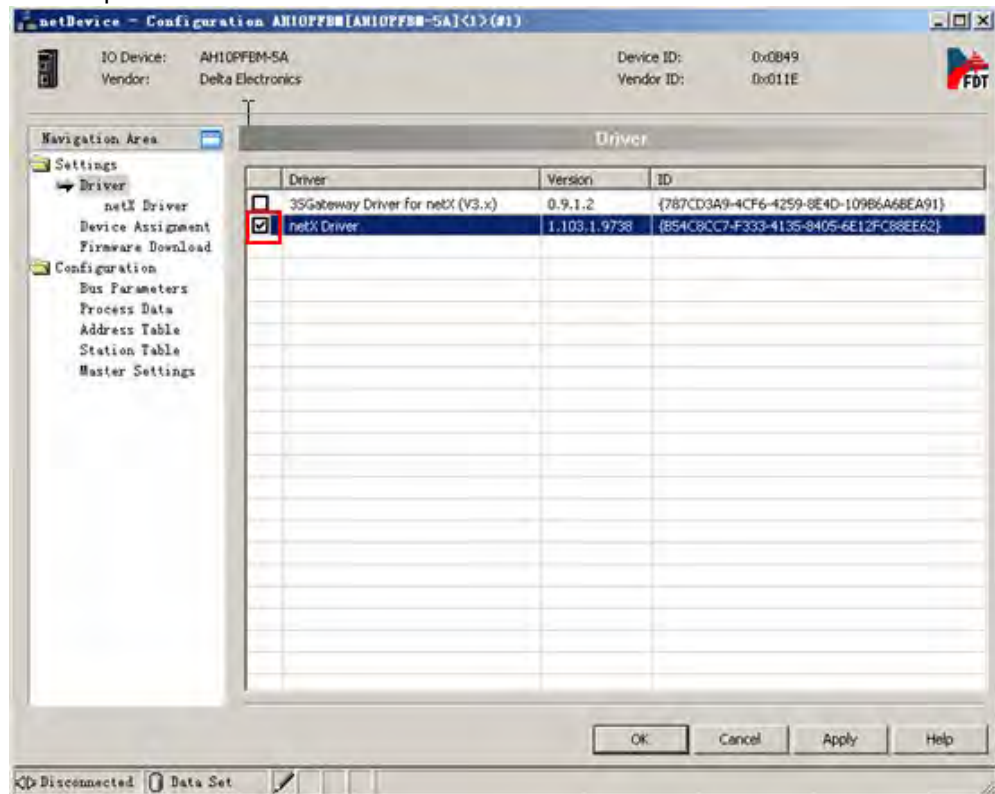 netDevice - Configuration AH10PFBM[AH10PFBM-5A]<1>(#1)
IO Device: AH10PFBM-5A Device ID: 0x0B49
Vendor: Delta Electronics Vendor ID: 0x011E
FDT
Navigation Area
Driver
Settings
Driver
netX Driver
Device Assignment
Firmware Download
Configuration
Bus Parameters
Process Data
Address Table
Station Table
Master Settings
Driver Version ID
3SGateway Driver for netX (V3.x) 0.9.1.2 {787CD3A9-4CF6-4259-8E4D-109B6A6BEA91}
netX Driver 1.103.1.9738 {B54C8CC7-F333-4135-8405-6E12FC88EE62}
OK Cancel Apply Help
Disconnected Data Set